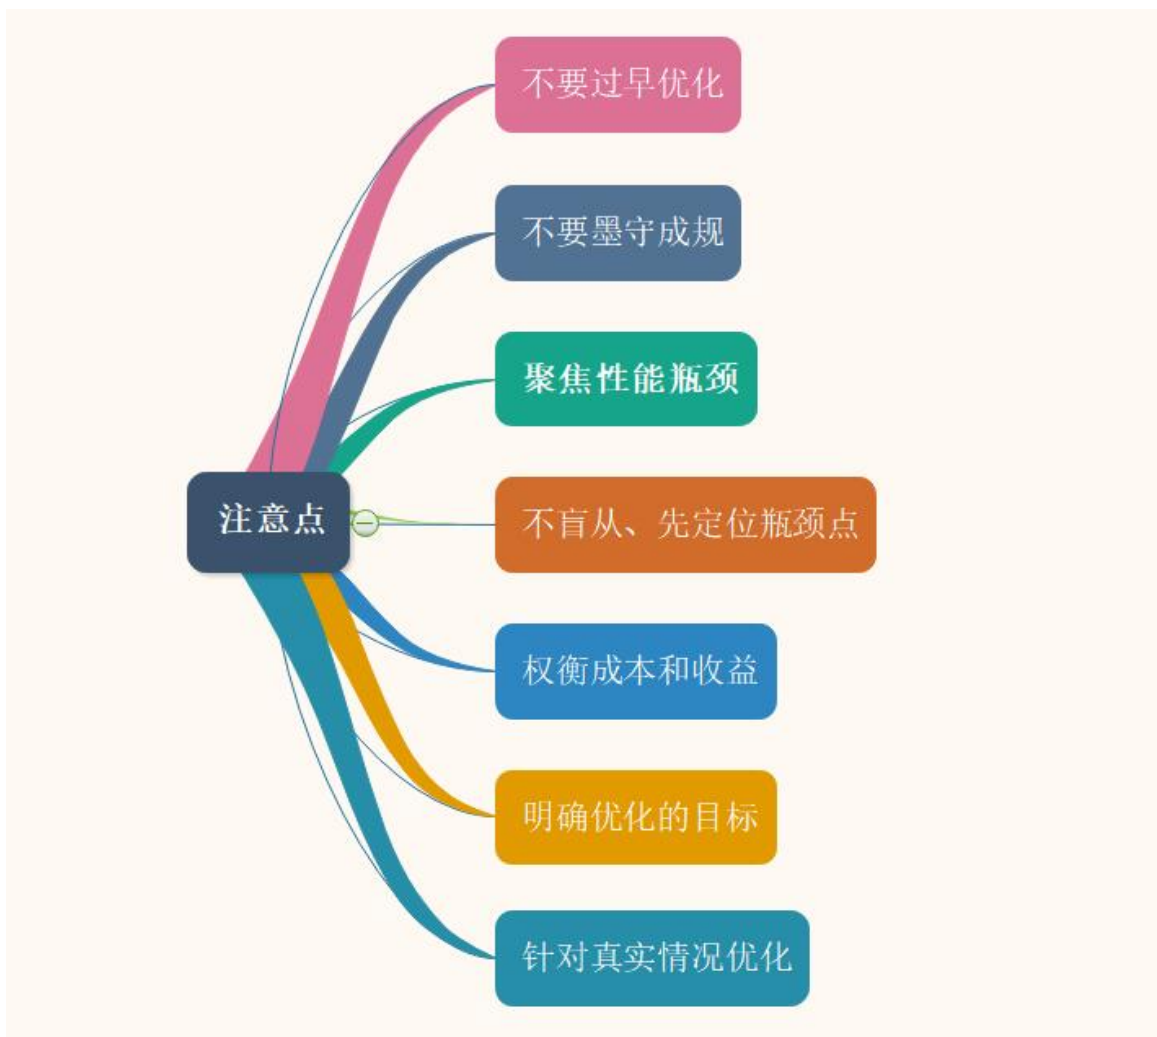 不要过早优化
不要墨守成规
聚焦性能瓶颈
注意点
不盲从、先定位瓶颈点
权衡成本和收益
明确优化的目标
针对真实情况优化